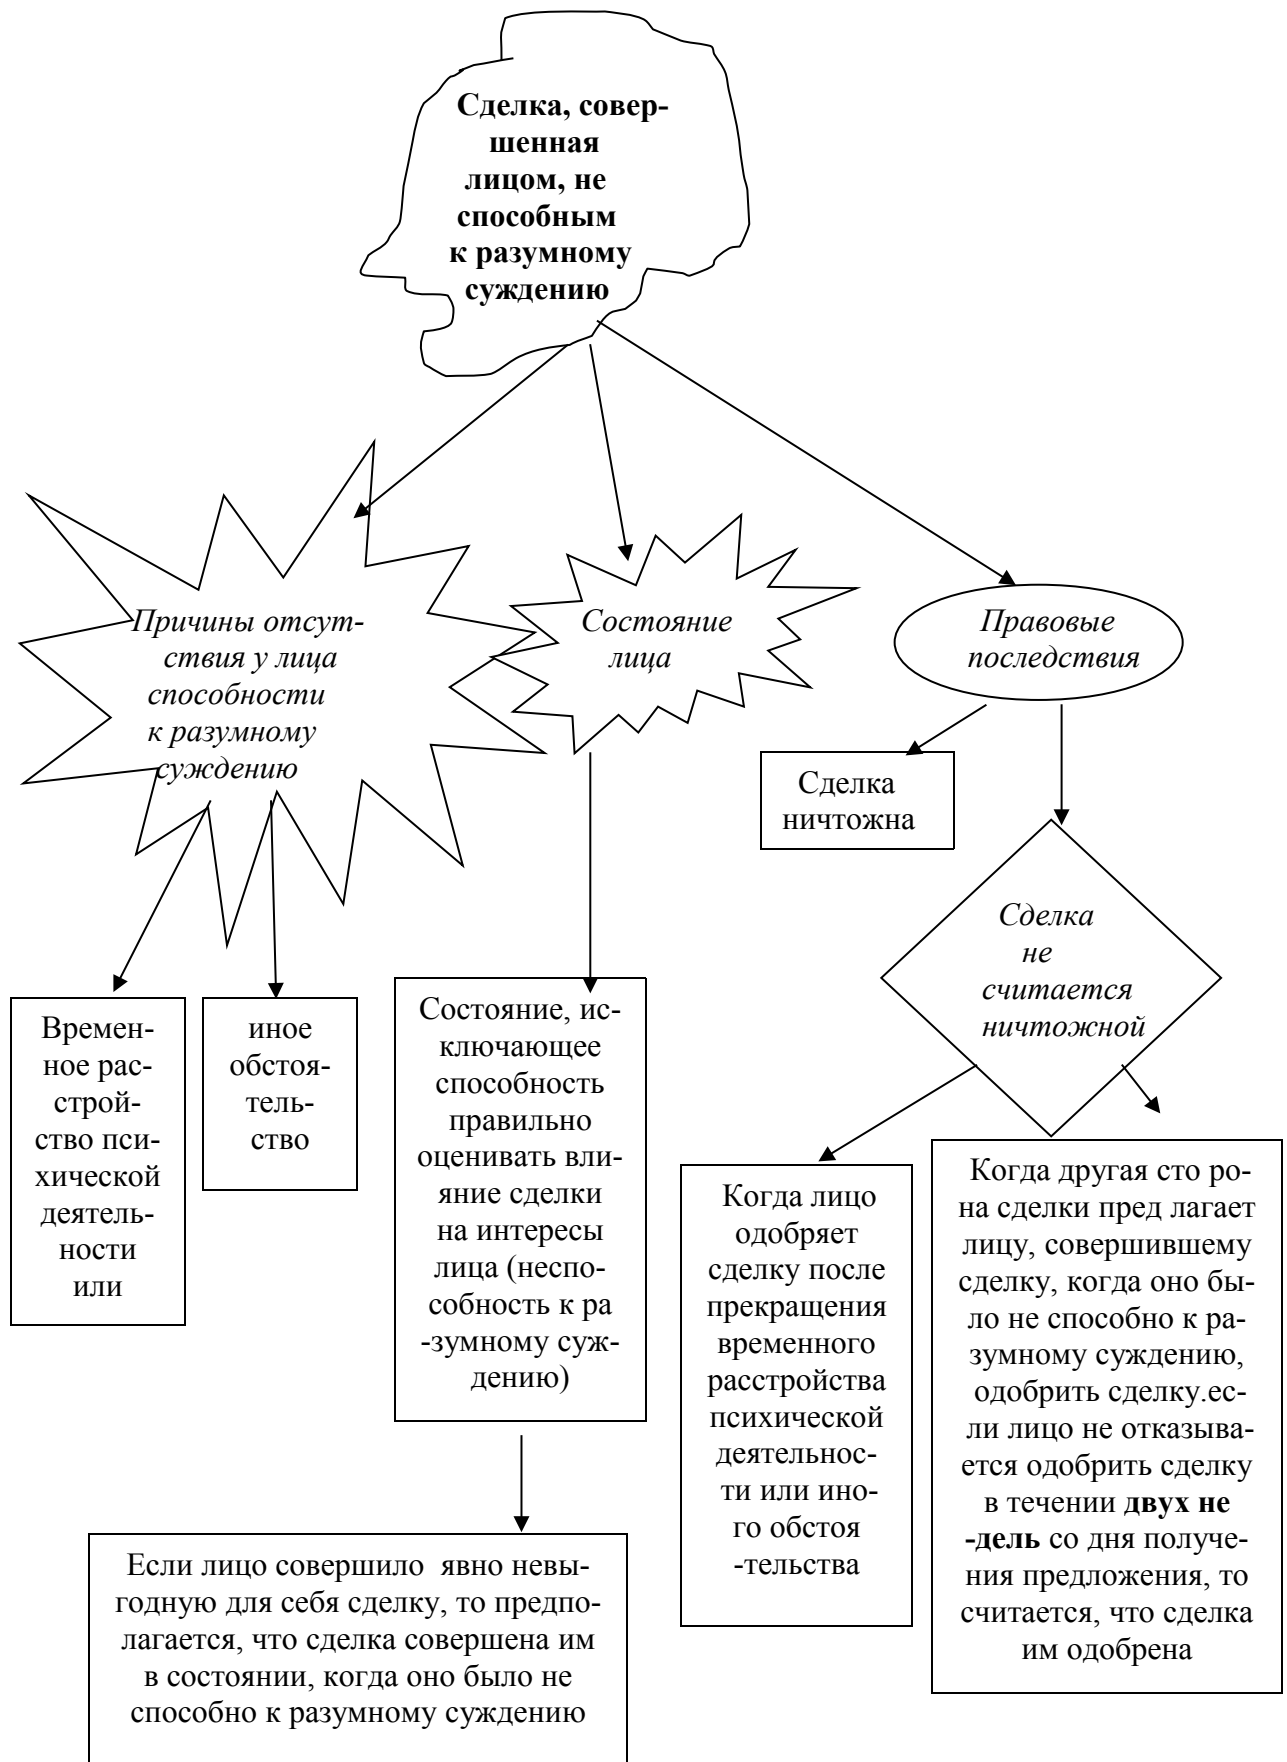 Сделка, совер-
шенная
лицом, не
способным
к разумному
суждению
Причины отсут-
ствия у лица
способности
к разумному
суждению
Состояние
лица
Правовые
последствия
Сделка
ничтожна
Сделка
не
считается
ничтожной
Времен-
ное рас-
строй-
ство пси-
хической
деятель-
ности
или
иное
обстоя-
тель-
ство
Состояние, ис-
ключающее
способность
правильно
оценивать вли-
яние сделки
на интересы
лица (неспо-
собность к ра
-зумному суж-
дению)
Когда лицо
одобряет
сделку после
прекращения
временного
расстройства
психической
деятельнос-
ти или ино-
го обстоя
-тельства
Когда другая сто ро-
на сделки пред лагает
лицу, совершившему
сделку, когда оно бы-
ло не способно к ра-
зумному суждению,
одобрить сделку.ес-
ли лицо не отказыва-
ется одобрить сделку
в течении двух не
-дель со дня получе-
ния предложения, то
считается, что сделка
им одобрена
Если лицо совершило явно невы-
годную для себя сделку, то предпо-
лагается, что сделка совершена им
в состоянии, когда оно было не
способно к разумному суждению